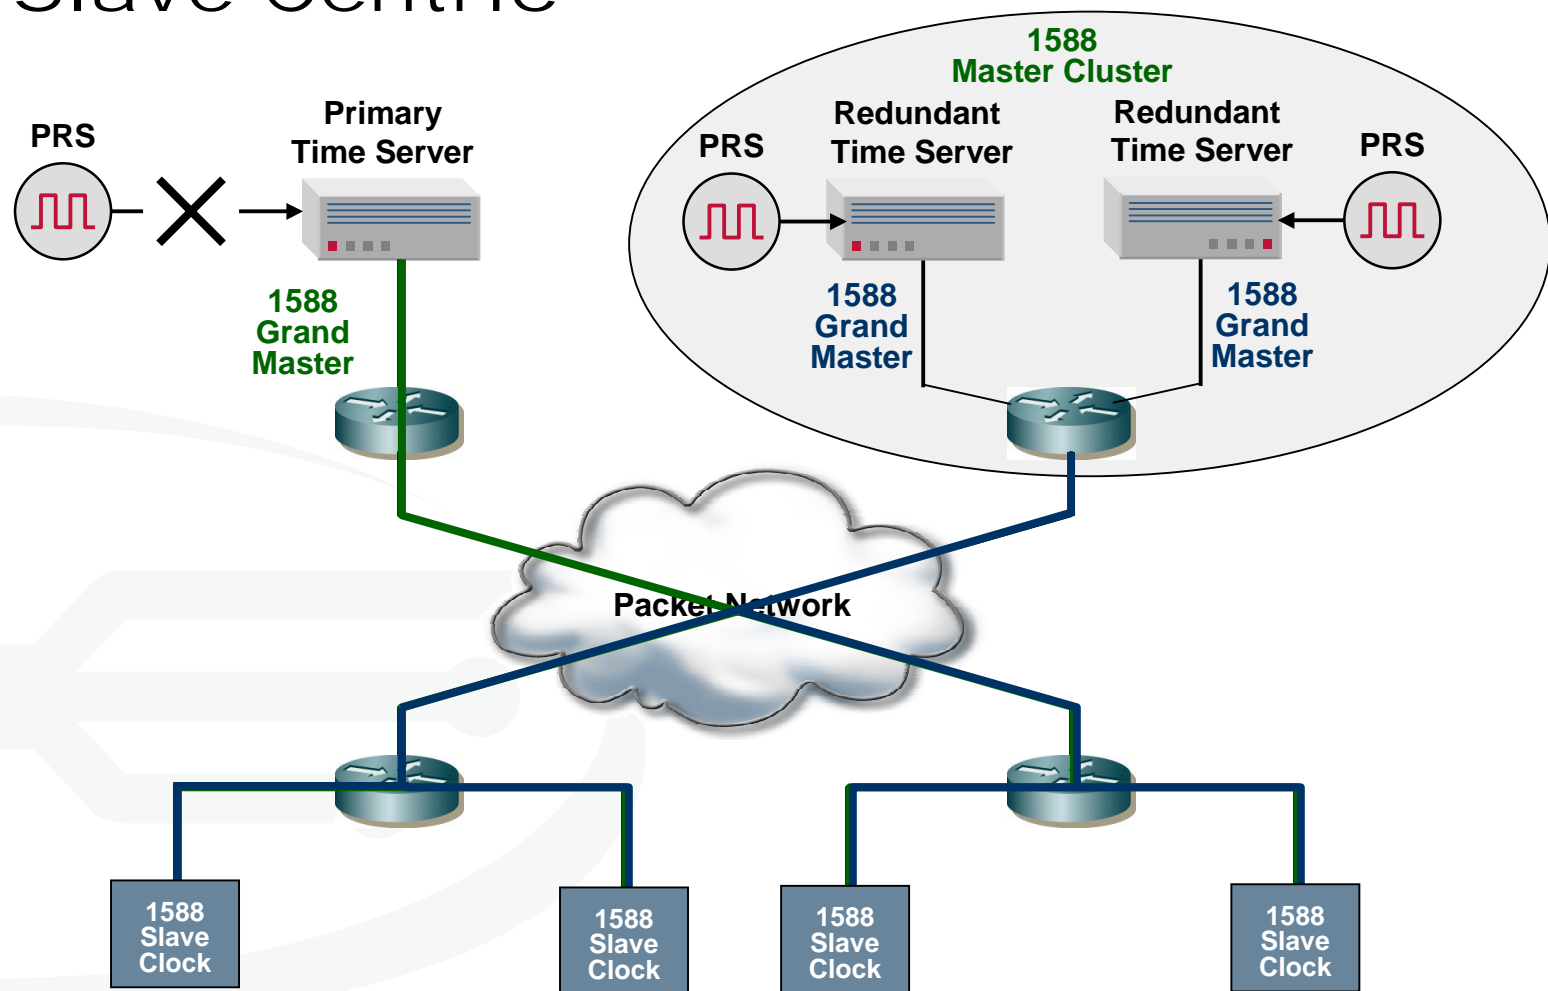 Slave Centric
1588
Master Cluster
PRS
Primary
Time Server
PRS
Redundant
Time Server
Redundant
Time Server
PRS
1588
Grand
Master
1588
Grand
Master
1588
Grand
Master
Packet Network
1588
Slave
Clock
1588
Slave
Clock
1588
Slave
Clock
1588
Slave
Clock